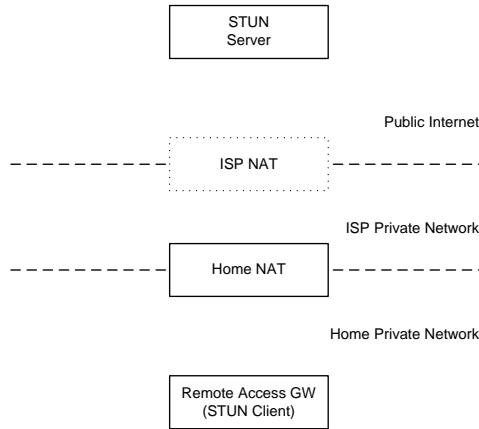 STUN
Server
Public Internet
ISP NAT
ISP Private Network
Home NAT
Home Private Network
Remote Access GW
(STUN Client)